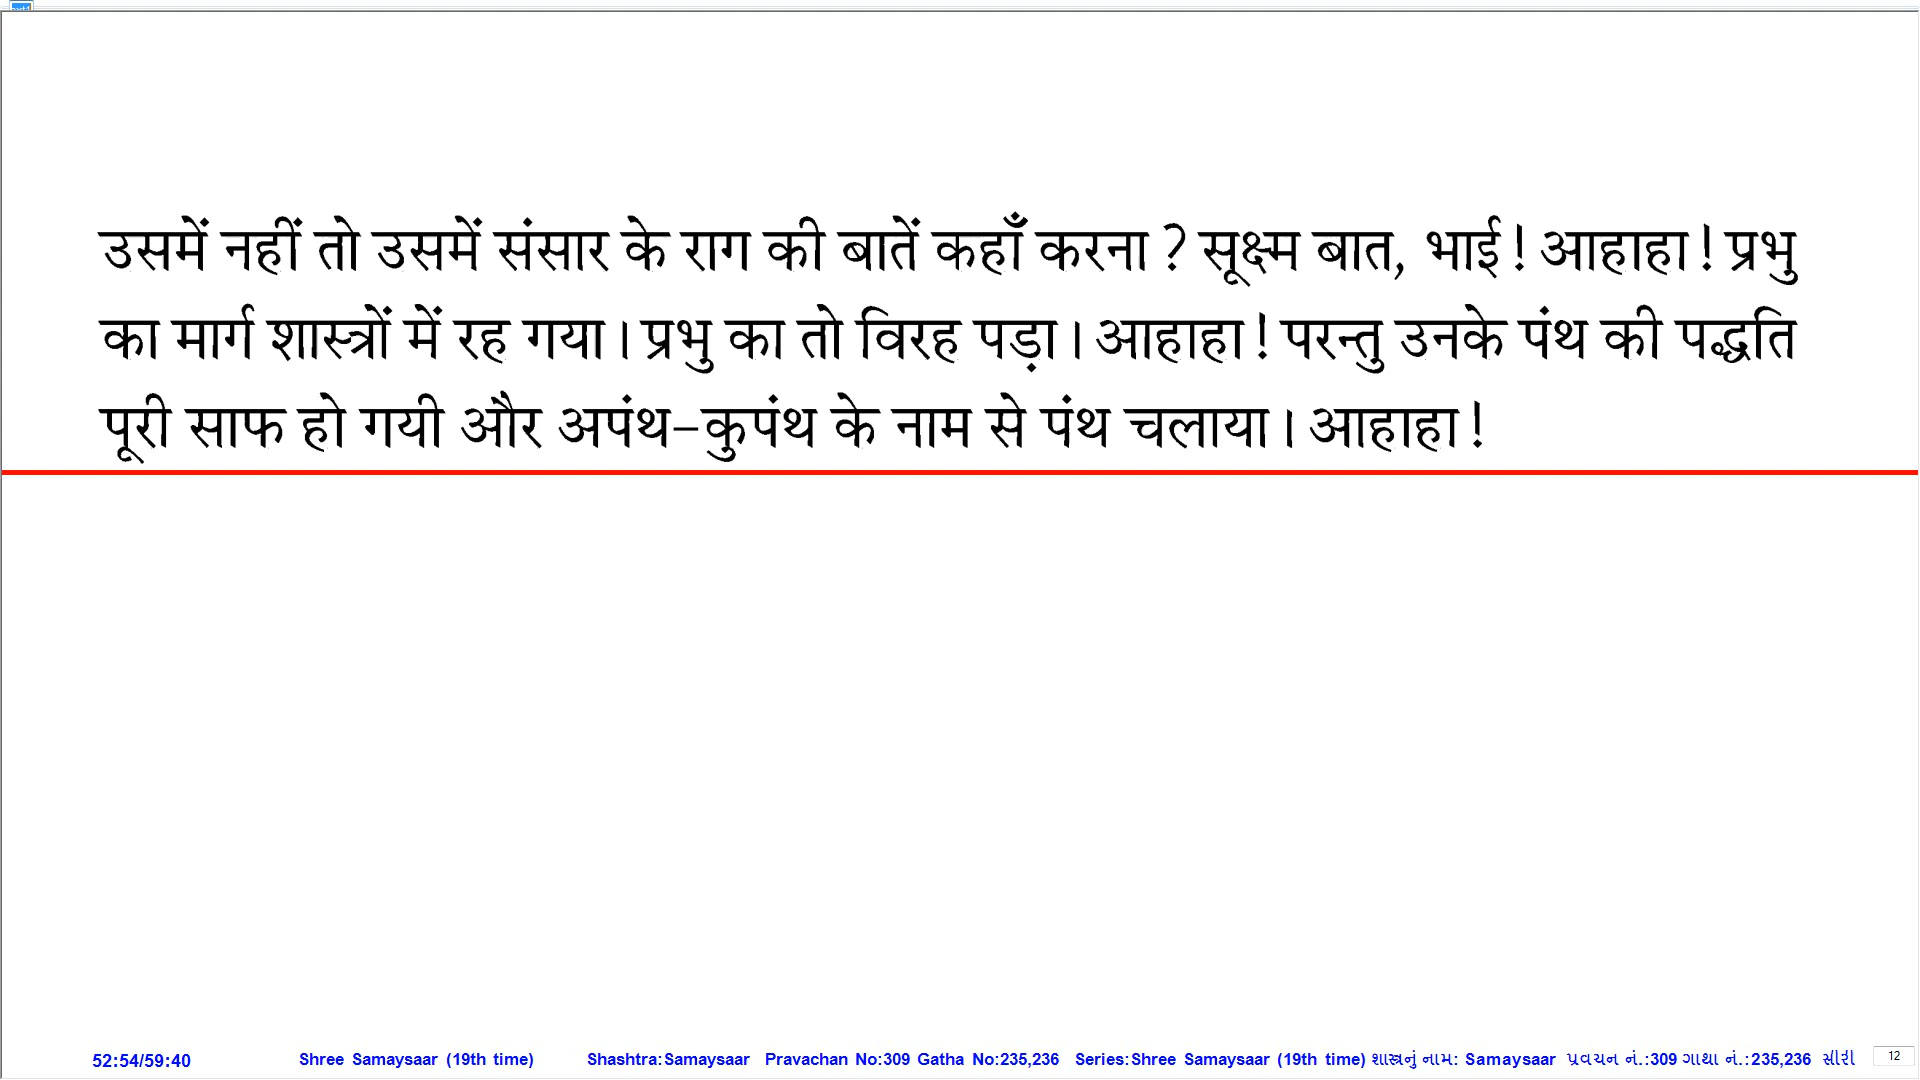 उसमें नहीं तो उसमें संसार के राग की बातें कहाँ करना ? सूक्ष्म बात, भाई ! आहाहा ! प्रभु
का मार्ग शास्त्रों में रह गया । प्रभु का तो विरह पड़ा । आहाहा ! परन्तु उनके पंथ की पद्धति
पूरी साफ हो गयी और अपंथ-कुपंथ के नाम से पंथ चलाया । आहाहा !
52:54/59:40 Shree Samaysaar (19th time) Shashtra:Samaysaar Pravachan No:309 Gatha No:235,236 Series:Shree Samaysaar (19th time) શાસ્ત્રનું નામ: Samaysaar પ્રવચન નં.:309 ગાથા નં.:235,236 સીરી 12